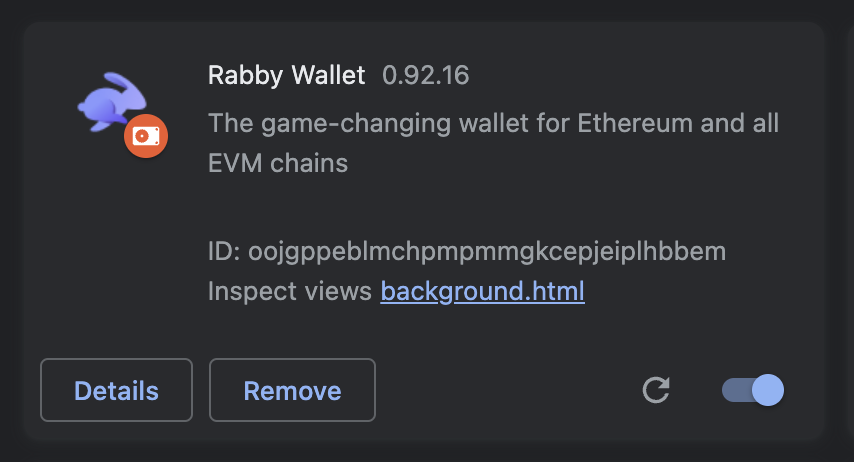 Rabby Wallet 0.92.16
The game-changing wallet for Ethereum and all
EVM chains
ID: oojgppeblmchpmpmmgkcepjeiplhbbem
Inspect views background.html
Details
Remove